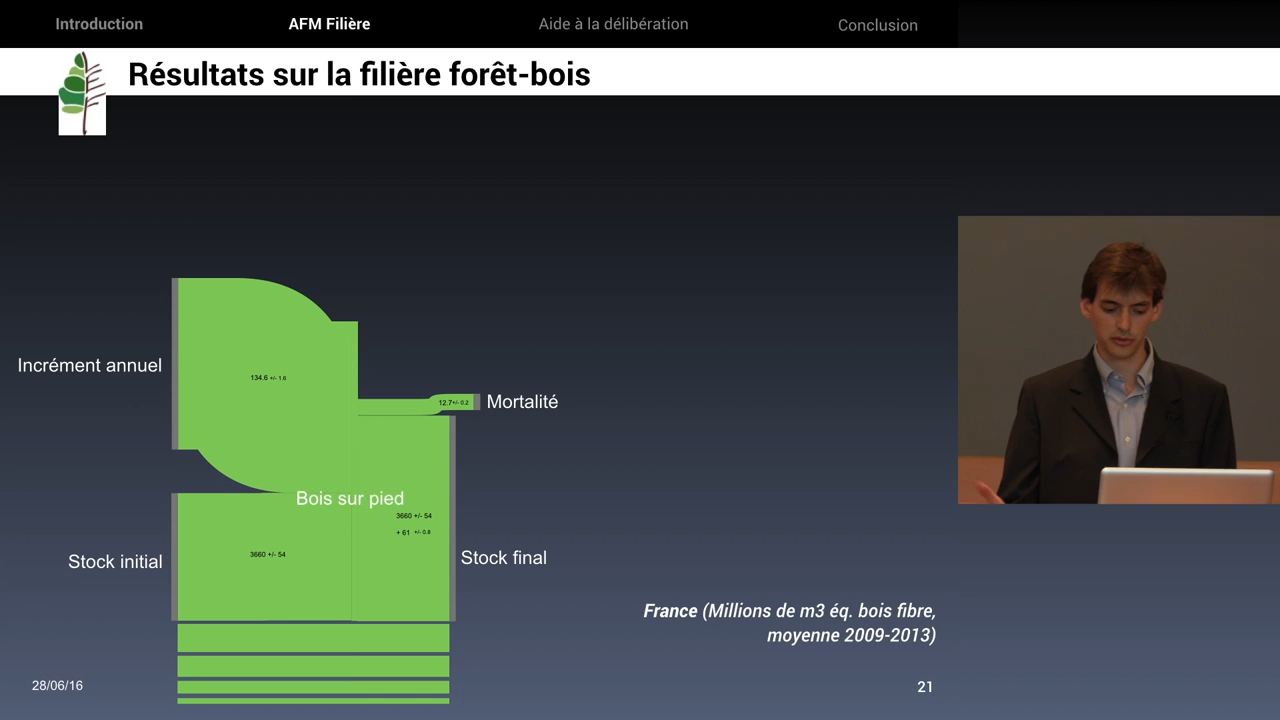 Introduction
AFM Filière
Aide à la délibération
Conclusion
Résultats sur la filière forêt-bois
Incrément annuel
134.6 +/- 1.6
12.7+/- 0.2
Mortalité
Bois sur pied
3660 +/- 54
+ 61 +/- 0.8
Stock initial
3660 +/- 54
Stock final
France (Millions de m3 éq. bois fibre,
moyenne 2009-2013)
28/06/16
21